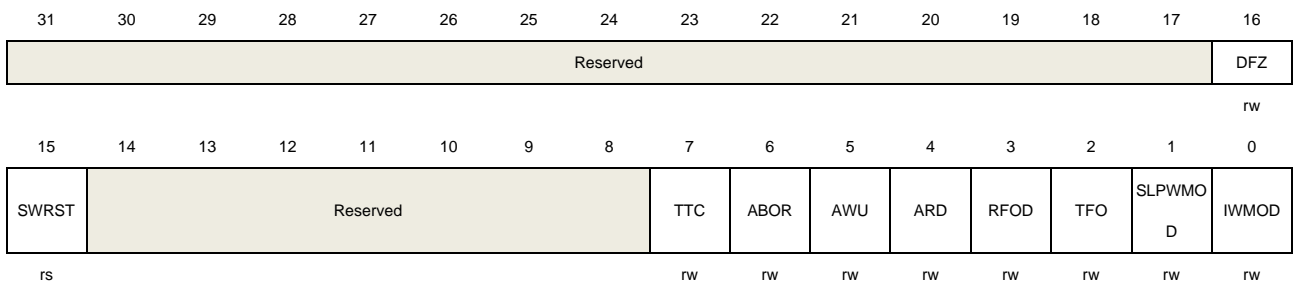 31 30 29 28 27 26 25 24 23 22 21 20 19 18 17 16
Reserved DFZ
rw
15 14 13 12 11 10 9 8 7 6 5 4 3 2 1 0
SWRST Reserved TTC ABOR AWU ARD RFOD TFO SLPWMO IWMOD
D
rs rw rw rw rw rw rw rw rw